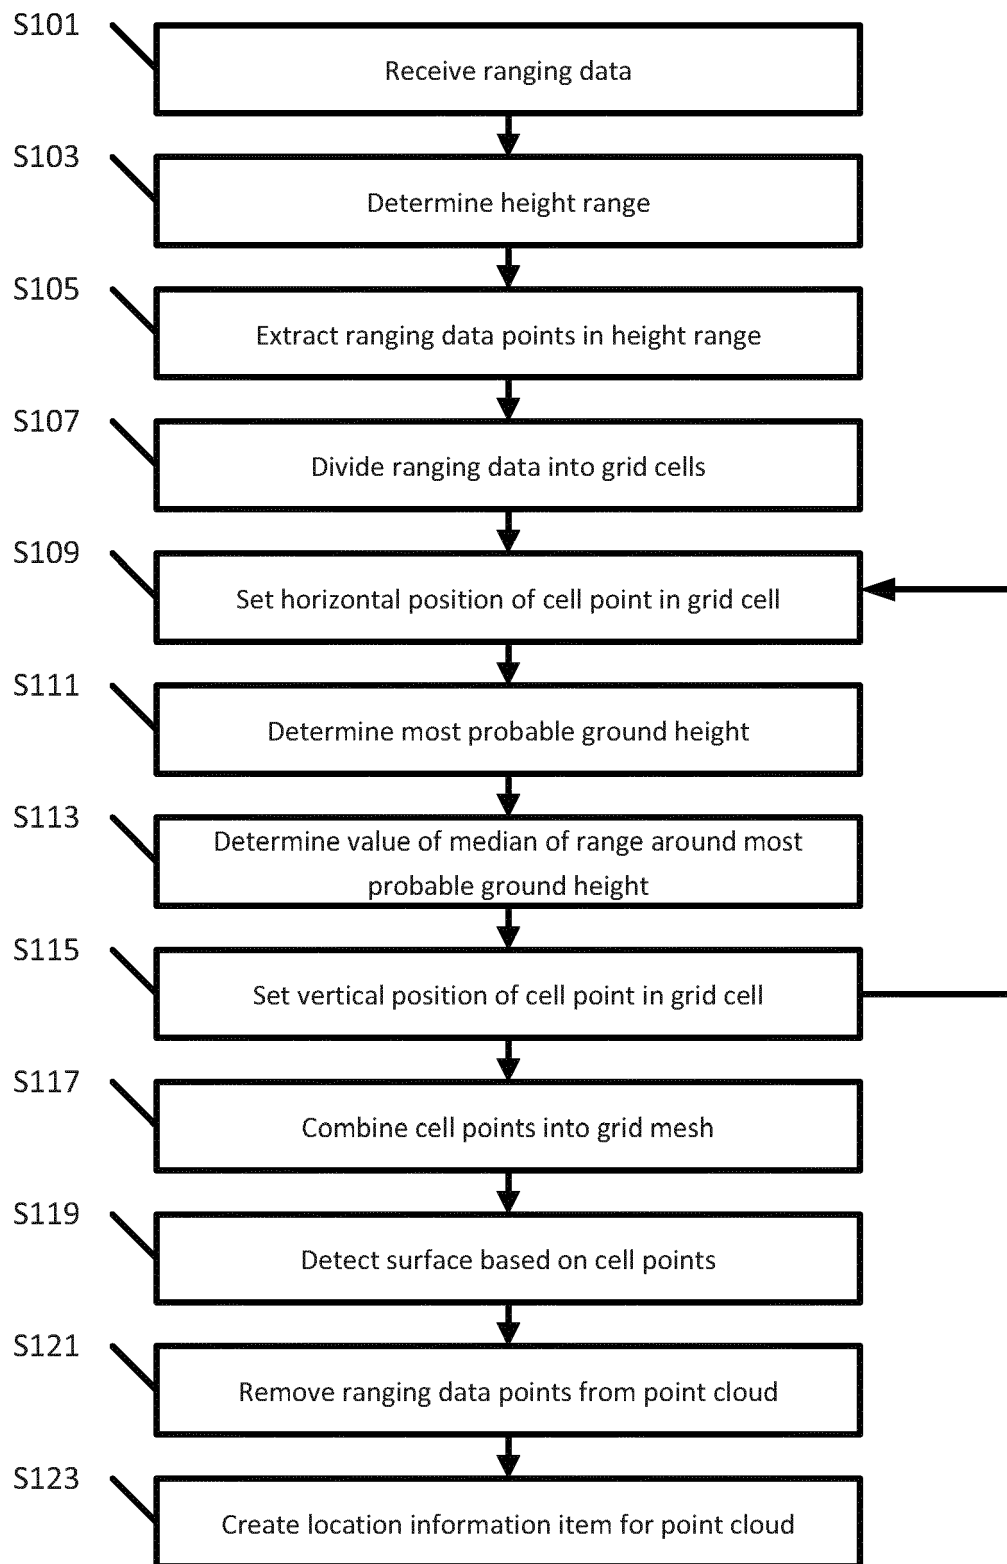 S101
Receive ranging data
S103
Determine height range
S105
Extract ranging data points in height range
S107
Divide ranging data into grid cells
S109
Set horizontal position of cell point in grid cell
S111
Determine most probable ground height
S113
Determine value of median of range around most
probable ground height
S115
Set vertical position of cell point in grid cell
S117
Combine cell points into grid mesh
S119
Detect surface based on cell points
S121
Remove ranging data points from point cloud
S123
Create location information item for point cloud